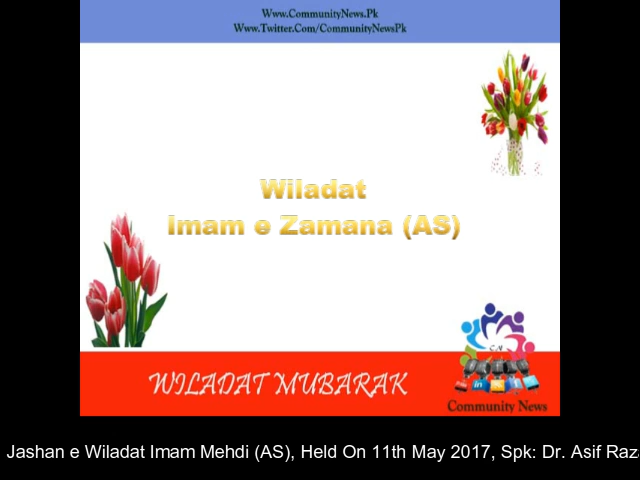 Www.CommunityNews.Pk
Www.Twitter.Com/CommunityNewsPk
Wiladat
Imam e Zamana (AS)
WILADAT MUBARAK
C N
Community News
Jashan e Wiladat Imam Mehdi (AS), Held On 11th May 2017, Spk: Dr. Asif Raz